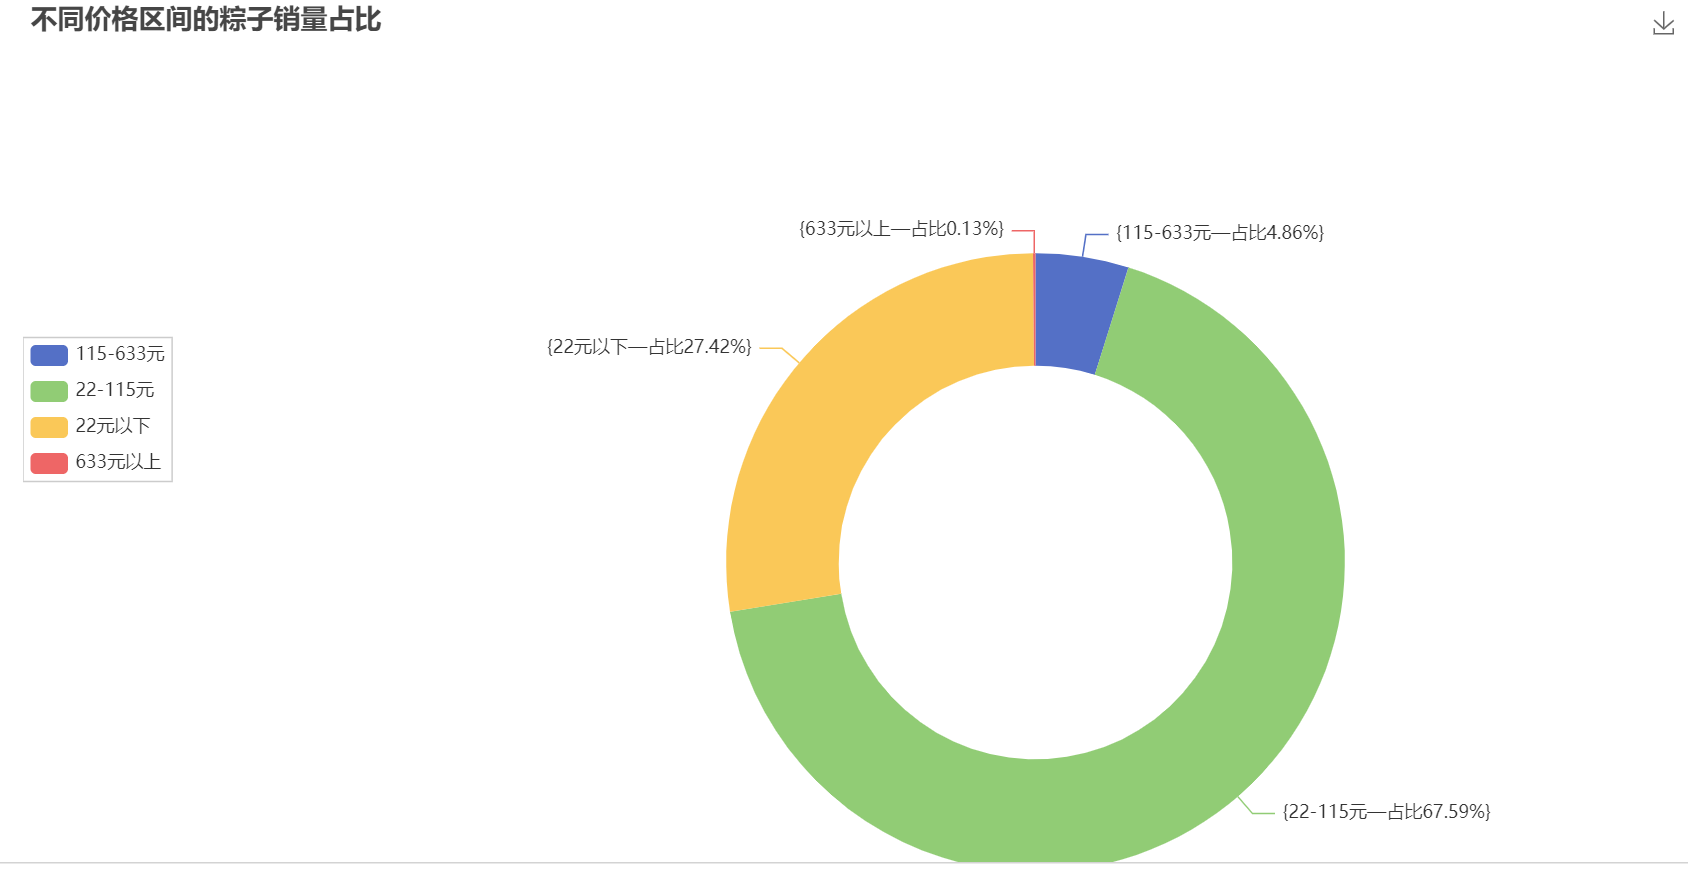 不同价格区间的粽子销量占比
{633元以上—占比0.13%}
{115-633元—占比4.86%}
{22元以下—占比27.42%}
115-633元
22-115元
22元以下
633元以上
{22-115元—占比67.59%}